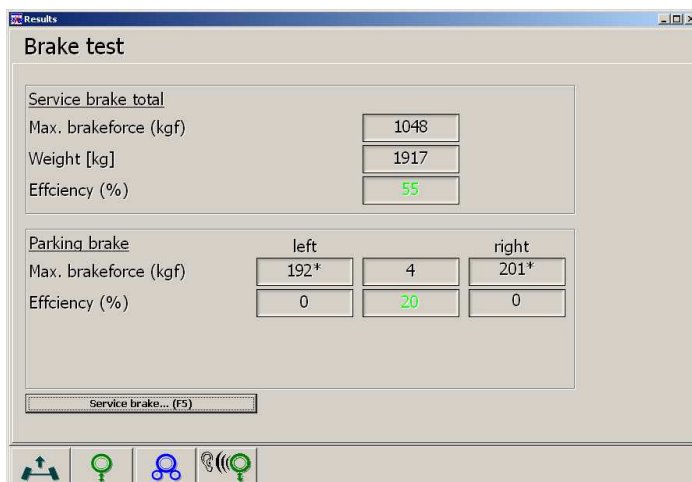 Results
Brake test
Service brake total
Max. brakeforce (kgf) 1048
Weight [kg] 1917
Effciency (%) 55
Parking brake left right
Max. brakeforce (kgf) 192* 4 201*
Effciency (%) 0 20 0
Service brake... (F5)